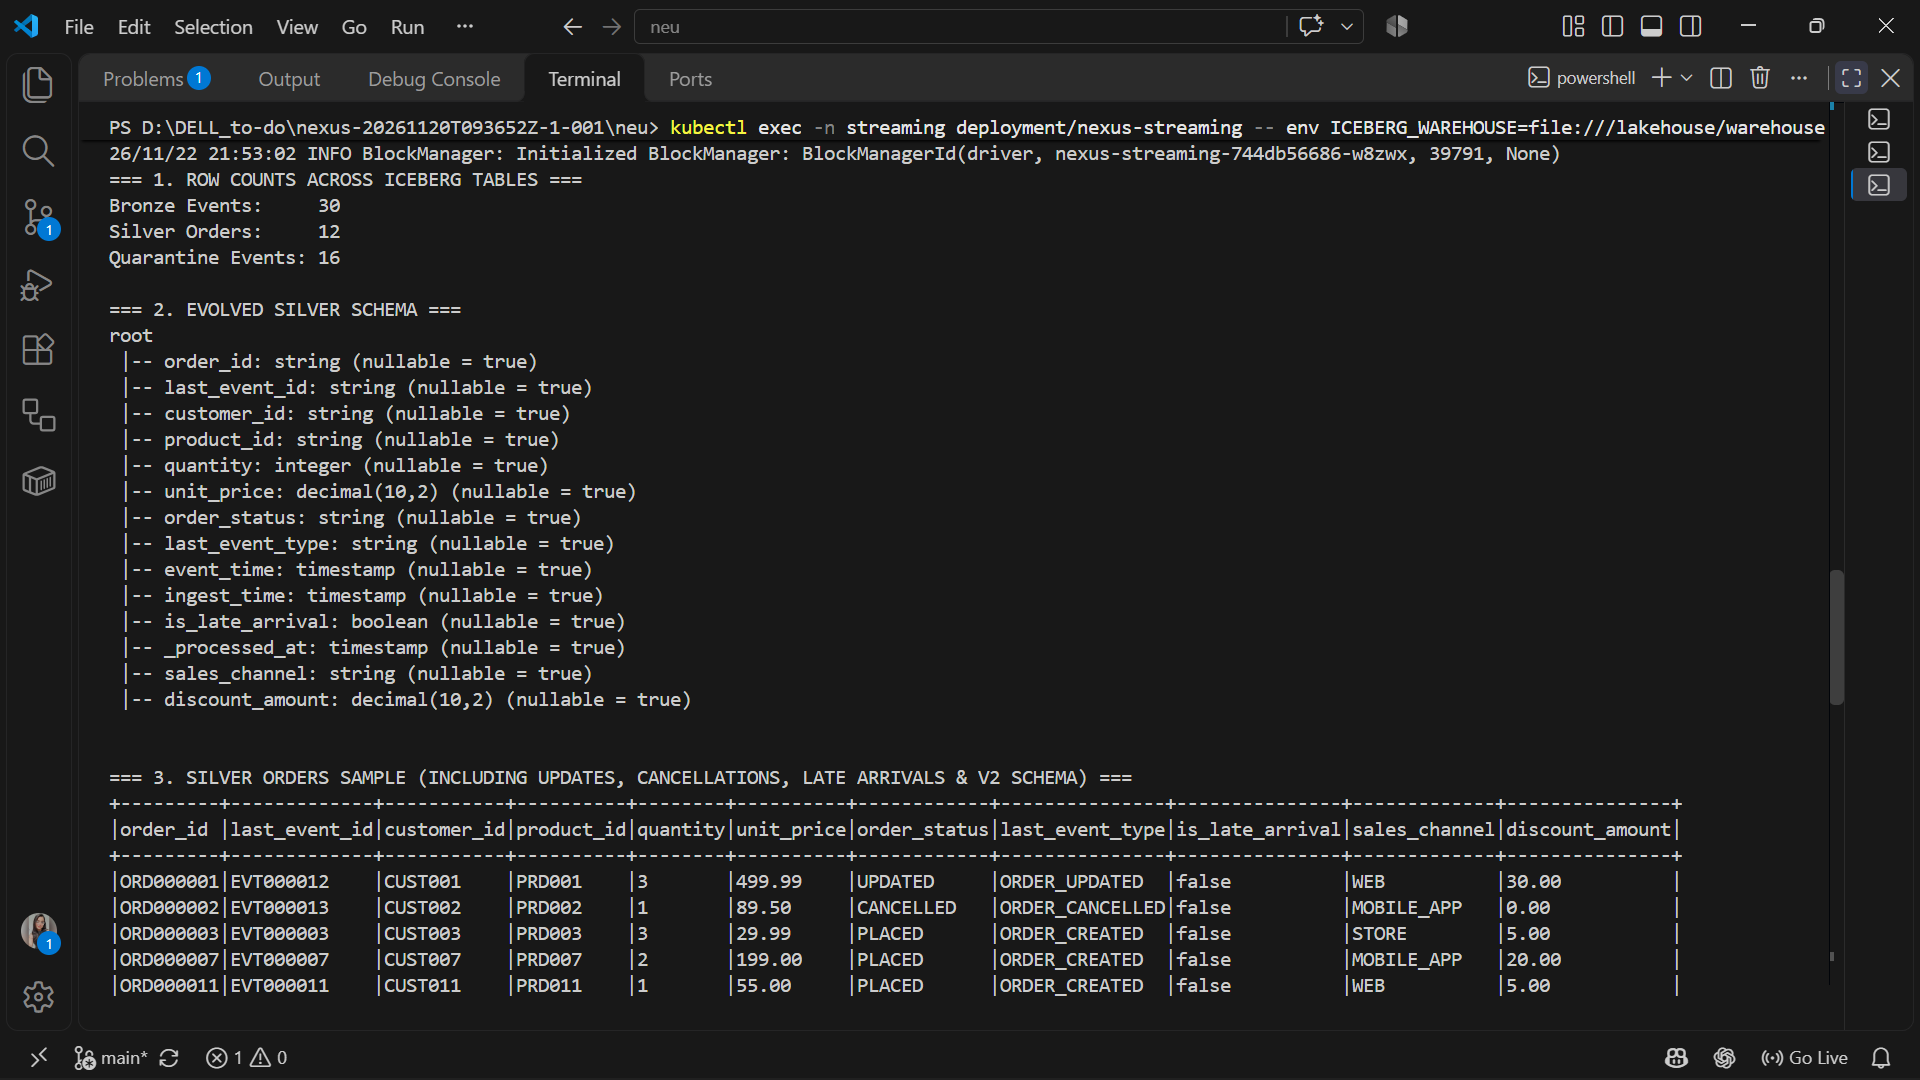 File Edit Selection View Go Run ···
neu
Problems 1 Output Debug Console Terminal Ports
powershell
PS D:\DELL_to-do\nexus-20261120T093652Z-1-001\neu> kubectl exec -n streaming deployment/nexus-streaming -- env ICEBERG_WAREHOUSE=file:///lakehouse/warehouse
26/11/22 21:53:02 INFO BlockManager: Initialized BlockManager: BlockManagerId(driver, nexus-streaming-744db56686-w8zwx, 39791, None)
=== 1. ROW COUNTS ACROSS ICEBERG TABLES ===
Bronze Events:     30
Silver Orders:     12
Quarantine Events: 16
=== 2. EVOLVED SILVER SCHEMA ===
root
 |-- order_id: string (nullable = true)
 |-- last_event_id: string (nullable = true)
 |-- customer_id: string (nullable = true)
 |-- product_id: string (nullable = true)
 |-- quantity: integer (nullable = true)
 |-- unit_price: decimal(10,2) (nullable = true)
 |-- order_status: string (nullable = true)
 |-- last_event_type: string (nullable = true)
 |-- event_time: timestamp (nullable = true)
 |-- ingest_time: timestamp (nullable = true)
 |-- is_late_arrival: boolean (nullable = true)
 |-- _processed_at: timestamp (nullable = true)
 |-- sales_channel: string (nullable = true)
 |-- discount_amount: decimal(10,2) (nullable = true)
=== 3. SILVER ORDERS SAMPLE (INCLUDING UPDATES, CANCELLATIONS, LATE ARRIVALS & V2 SCHEMA) ===
+---------+-------------+-----------+----------+--------+----------+------------+---------------+---------------+-------------+---------------+
|order_id |last_event_id|customer_id|product_id|quantity|unit_price|order_status|last_event_type|is_late_arrival|sales_channel|discount_amount|
+---------+-------------+-----------+----------+--------+----------+------------+---------------+---------------+-------------+---------------+
|ORD000001|EVT000012    |CUST001    |PRD001    |3       |499.99    |UPDATED     |ORDER_UPDATED  |false          |WEB          |30.00          |
|ORD000002|EVT000013    |CUST002    |PRD002    |1       |89.50     |CANCELLED   |ORDER_CANCELLED|false          |MOBILE_APP   |0.00           |
|ORD000003|EVT000003    |CUST003    |PRD003    |3       |29.99     |PLACED      |ORDER_CREATED  |false          |STORE        |5.00           |
|ORD000007|EVT000007    |CUST007    |PRD007    |2       |199.00    |PLACED      |ORDER_CREATED  |false          |MOBILE_APP   |20.00          |
|ORD000011|EVT000011    |CUST011    |PRD011    |1       |55.00     |PLACED      |ORDER_CREATED  |false          |WEB          |5.00           |
1
1
main* 1 0 Go Live